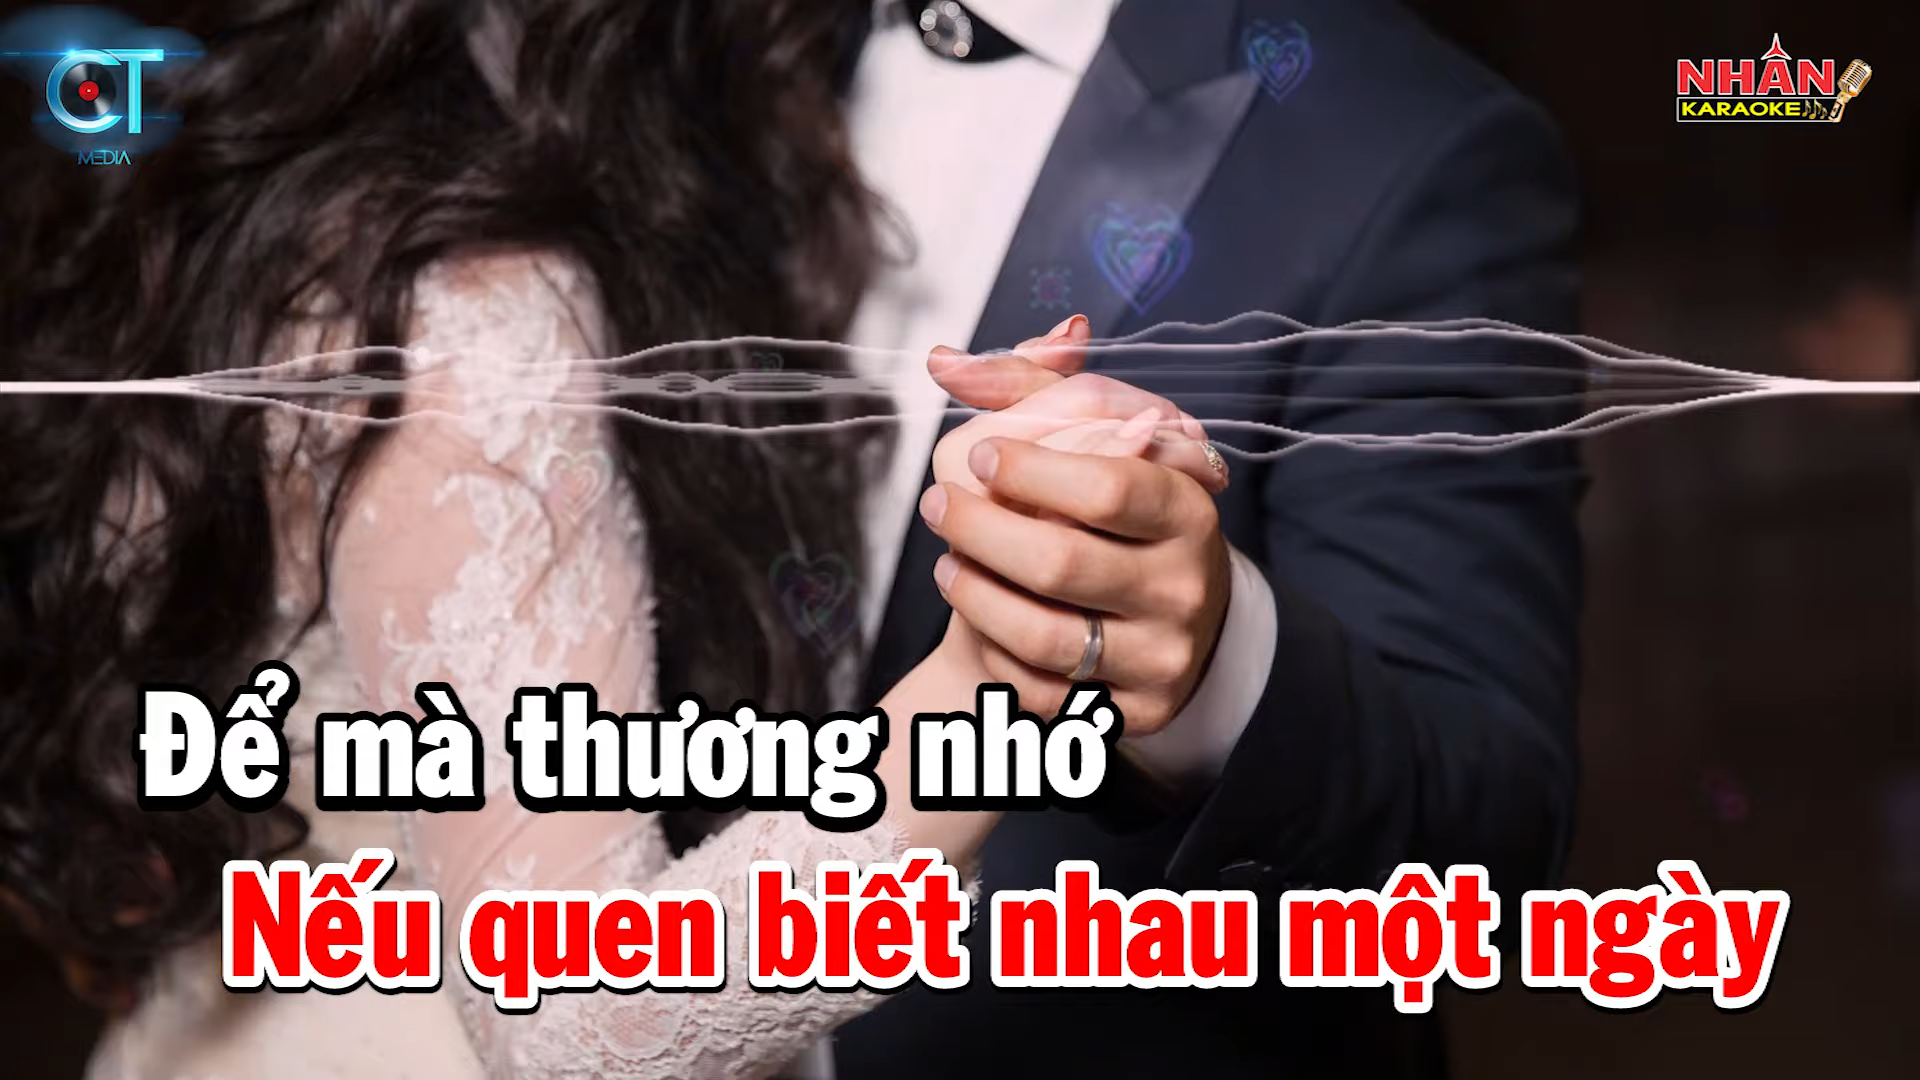 CT
MEDIA
NHÂN
KARAOKE
Để mà thương nhớ
Nếu quen biết nhau một ngày